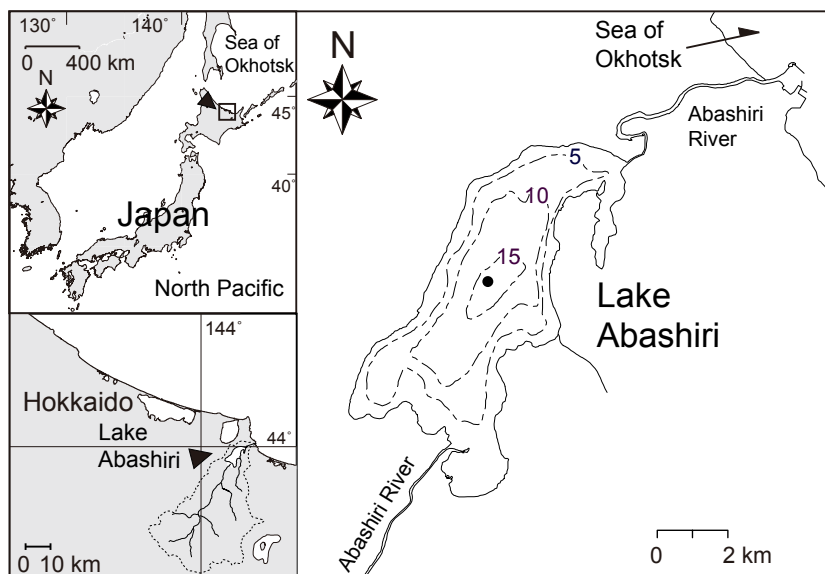 130˚
140˚
0 400 km
N
Sea of
Okhotsk
45˚
40˚
Japan
North Pacific
144˚
Hokkaido
Lake
Abashiri
44˚
0 10 km
N
Sea of
Okhotsk
Abashiri
River
5
10
15
Lake
Abashiri
Abashiri River
0 2 km